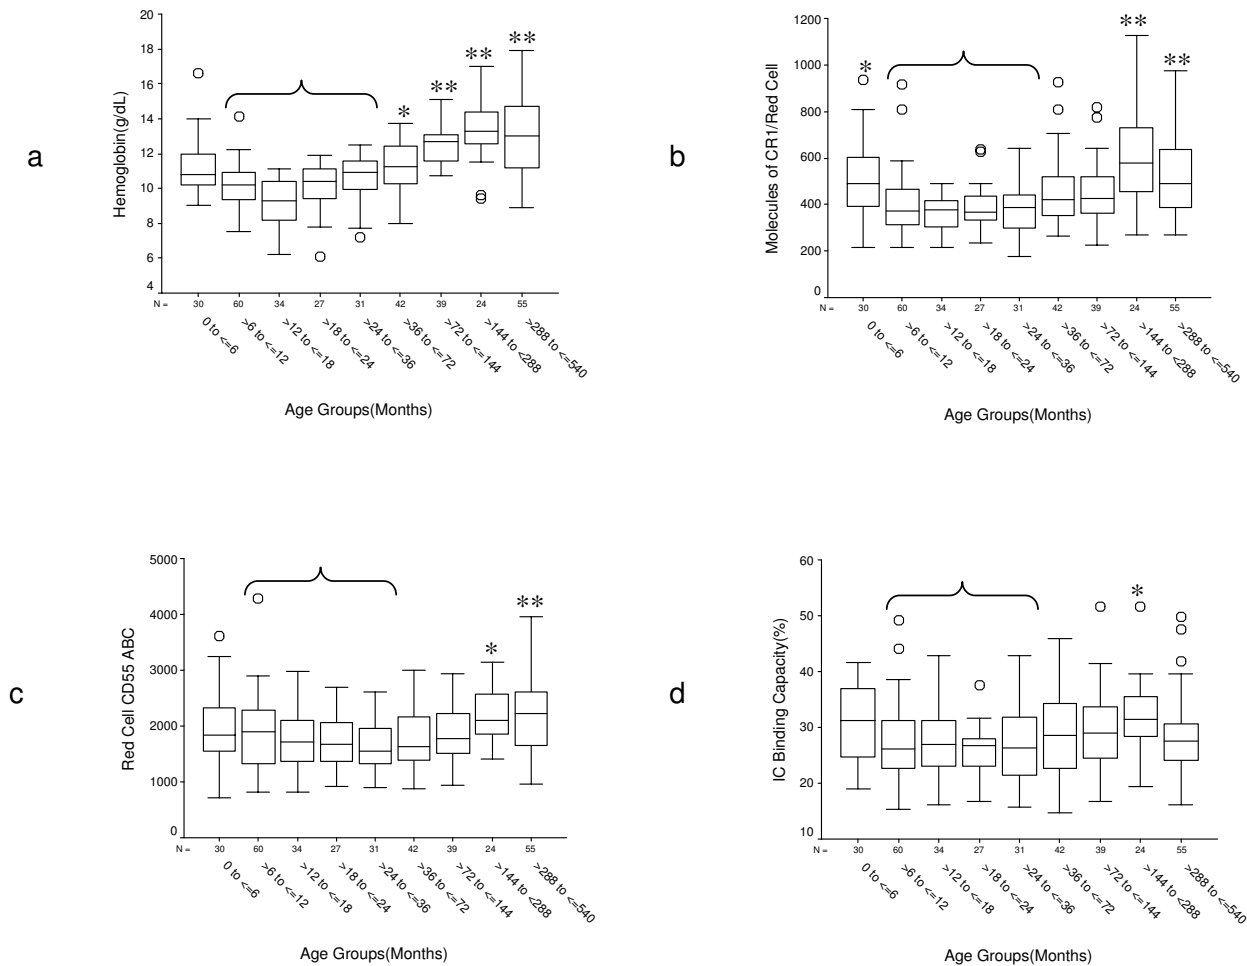 a
Hemoglobin(g/dL)
20
18
16
14
12
10
8
6
4
* ** ** **
N = 30 60 34 27 31 42 39 24 55
0 to <=6
>6 to <=12
>12 to <=18
>18 to <=24
>24 to <=36
>36 to <=72
>72 to <=144
>144 to <288
>288 to <=540
Age Groups(Months)
b
Molecules of CR1/Red Cell
1200
1000
800
600
400
200
0
* ** **
N = 30 60 34 27 31 42 39 24 55
0 to <=6
>6 to <=12
>12 to <=18
>18 to <=24
>24 to <=36
>36 to <=72
>72 to <=144
>144 to <288
>288 to <=540
Age Groups(Months)
c
Red Cell CD55 ABC
5000
4000
3000
2000
1000
0
* **
N = 30 60 34 27 31 42 39 24 55
0 to <=6
>6 to <=12
>12 to <=18
>18 to <=24
>24 to <=36
>36 to <=72
>72 to <=144
>144 to <288
>288 to <=540
Age Groups(Months)
d
IC Binding Capacity(%)
60
50
40
30
20
10
*
N = 30 60 34 27 31 42 39 24 55
0 to <=6
>6 to <=12
>12 to <=18
>18 to <=24
>24 to <=36
>36 to <=72
>72 to <=144
>144 to <288
>288 to <=540
Age Groups(Months)